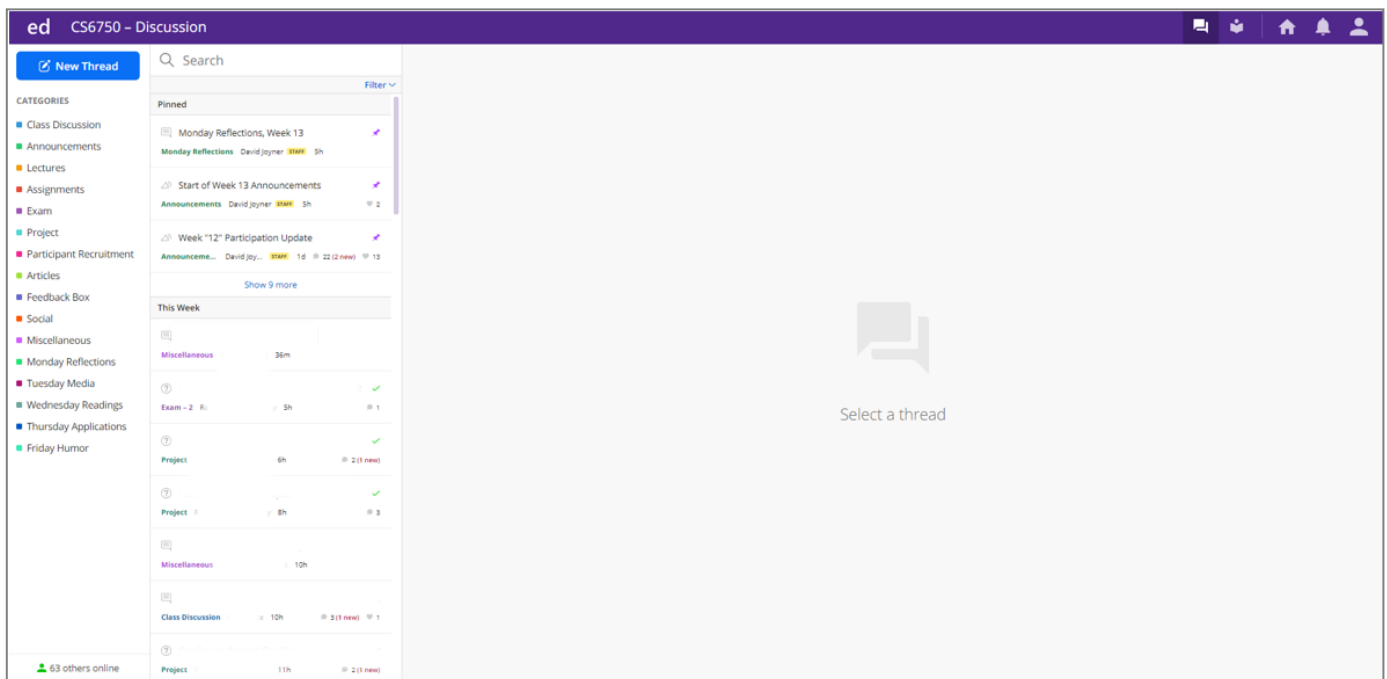 ed CS6750 – Discussion
New Thread
CATEGORIES
Class Discussion
Announcements
Lectures
Assignments
Exam
Project
Participant Recruitment
Articles
Feedback Box
Social
Miscellaneous
Monday Reflections
Tuesday Media
Wednesday Readings
Thursday Applications
Friday Humor
63 others online
Search
Filter
Pinned
Monday Reflections, Week 13
Monday Reflections David Joyner STAFF 5h
Start of Week 13 Announcements
Announcements David Joyner STAFF 5h 2
Week "12" Participation Update
Announceme... David Joy... STAFF 1d 22 (2 new) 13
Show 9 more
This Week
Miscellaneous 36m
Exam – 2 5h 1
Project 6h 2 (1 new)
Project 8h 3
Miscellaneous 10h
Class Discussion 10h 3 (1 new) 1
Project 11h 2 (1 new)
Select a thread